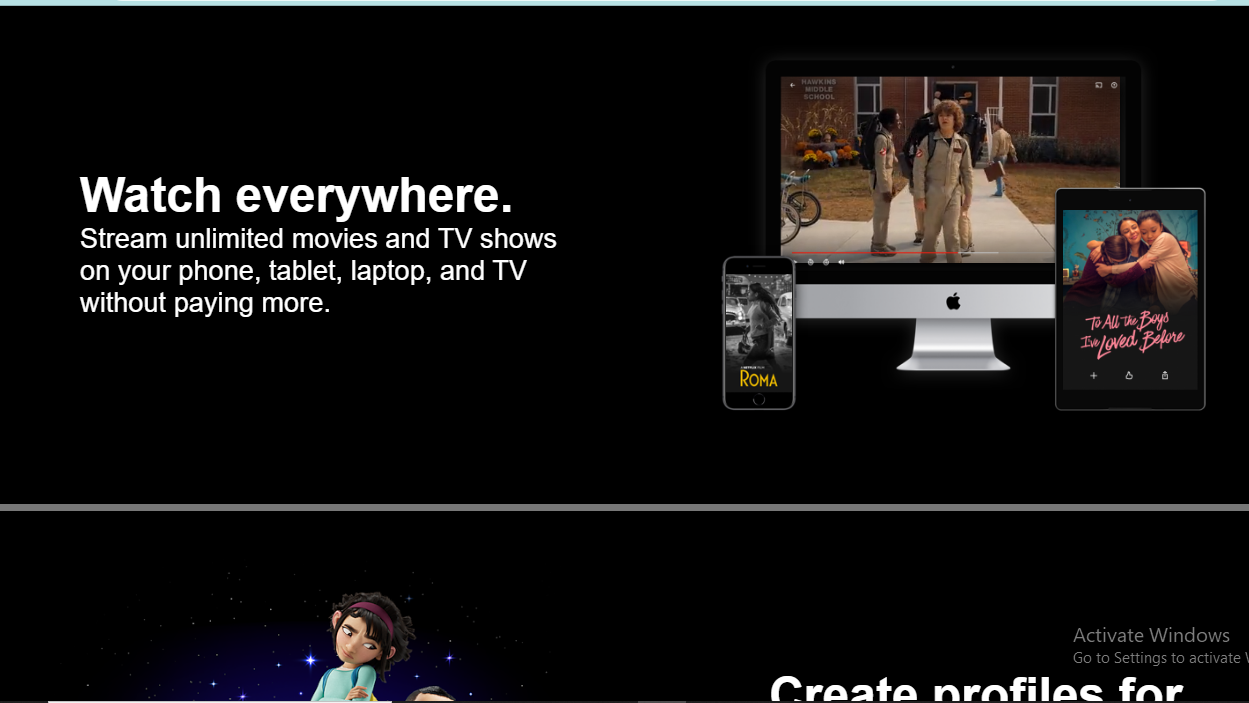 HAWKINS
MIDDLE
SCHOOL
Watch everywhere.
Stream unlimited movies and TV shows
on your phone, tablet, laptop, and TV
without paying more.
A NETFLIX FILM
ROMA
To All the Boys
I've Loved Before
Activate Windows
Go to Settings to activate
Create profiles for